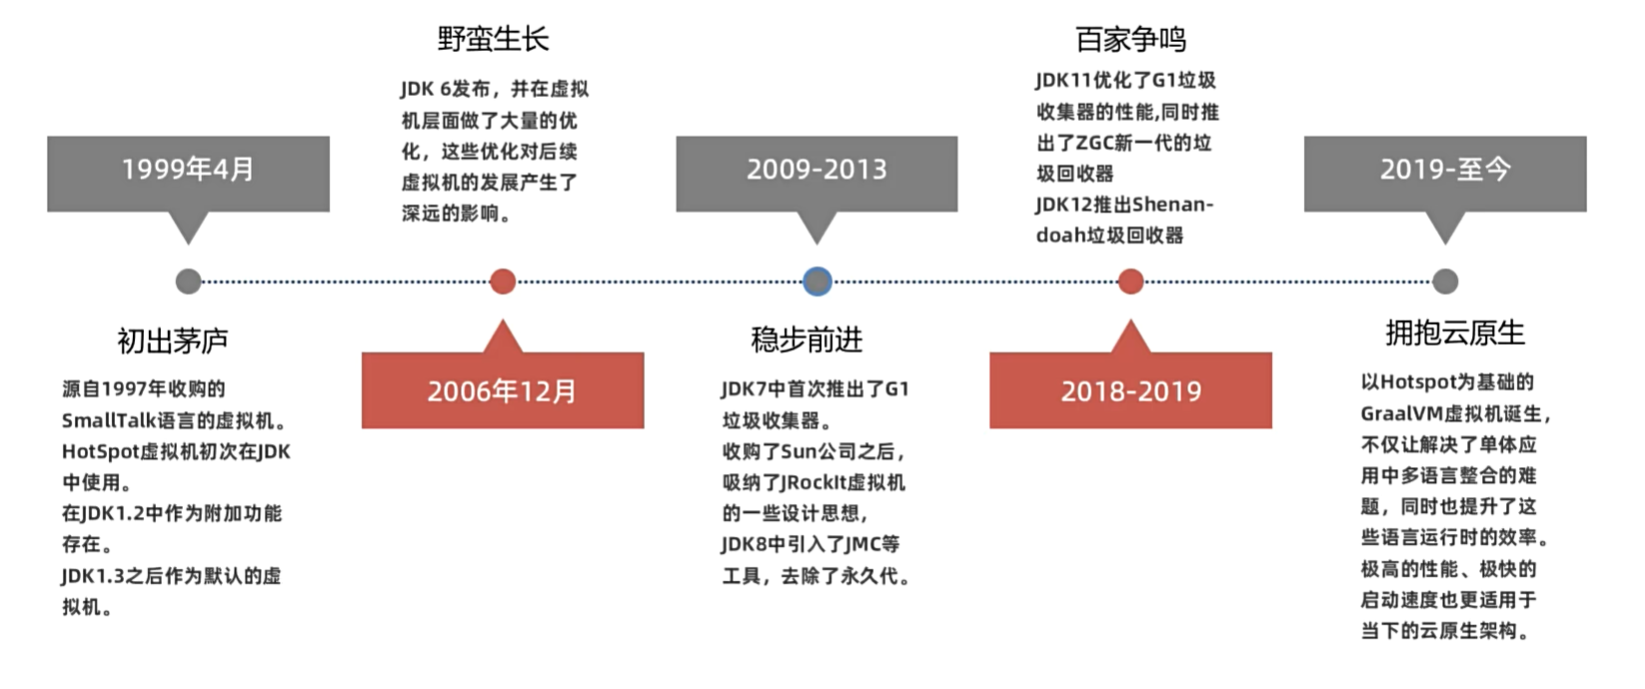 1999年4月
初出茅庐
源自1997年收购的
SmallTalk语言的虚拟机。
HotSpot虚拟机初次在JDK
中使用。
在JDK1.2中作为附加功能
存在。
JDK1.3之后作为默认的虚
拟机。
野蛮生长
JDK 6发布，并在虚拟
机层面做了大量的优
化，这些优化对后续
虚拟机的发展产生了
深远的影响。
2006年12月
2009-2013
稳步前进
JDK7中首次推出了G1
垃圾收集器。
收购了Sun公司之后，
吸纳了JRockIt虚拟机
的一些设计思想，
JDK8中引入了JMC等
工具，去除了永久代。
百家争鸣
JDK11优化了G1垃圾
收集器的性能,同时推
出了ZGC新一代的垃
圾回收器
JDK12推出Shenan-
doah垃圾回收器
2018-2019
2019-至今
拥抱云原生
以Hotspot为基础的
GraalVM虚拟机诞生，
不仅让解决了单体应
用中多语言整合的难
题，同时也提升了这
些语言运行时的效率。
极高的性能、极快的
启动速度也更适用于
当下的云原生架构。